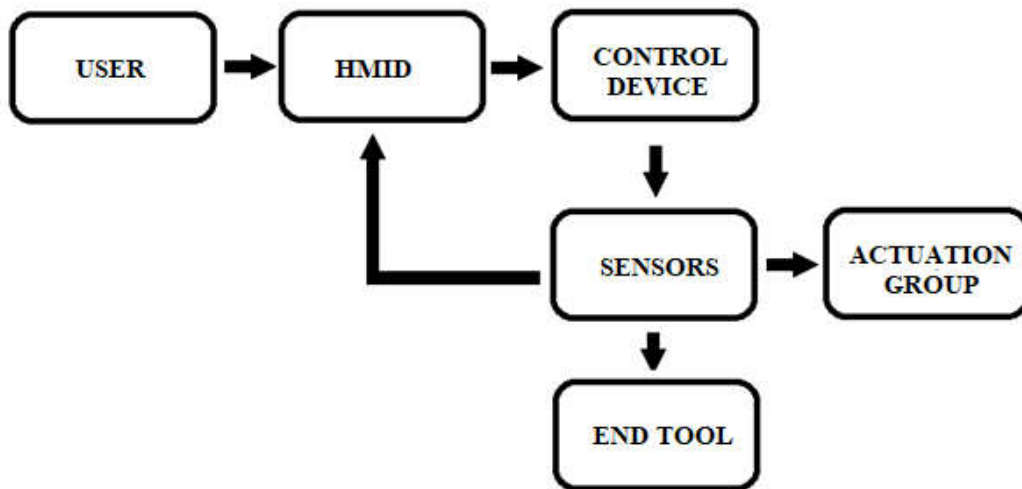 USER
HMID
CONTROL
DEVICE
SENSORS
ACTUATION
GROUP
END TOOL